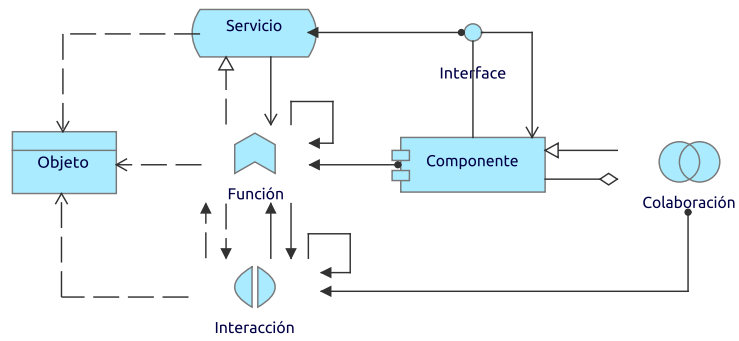 Servicio
Interface
Objeto
Componente
Función
Colaboración
Interacción